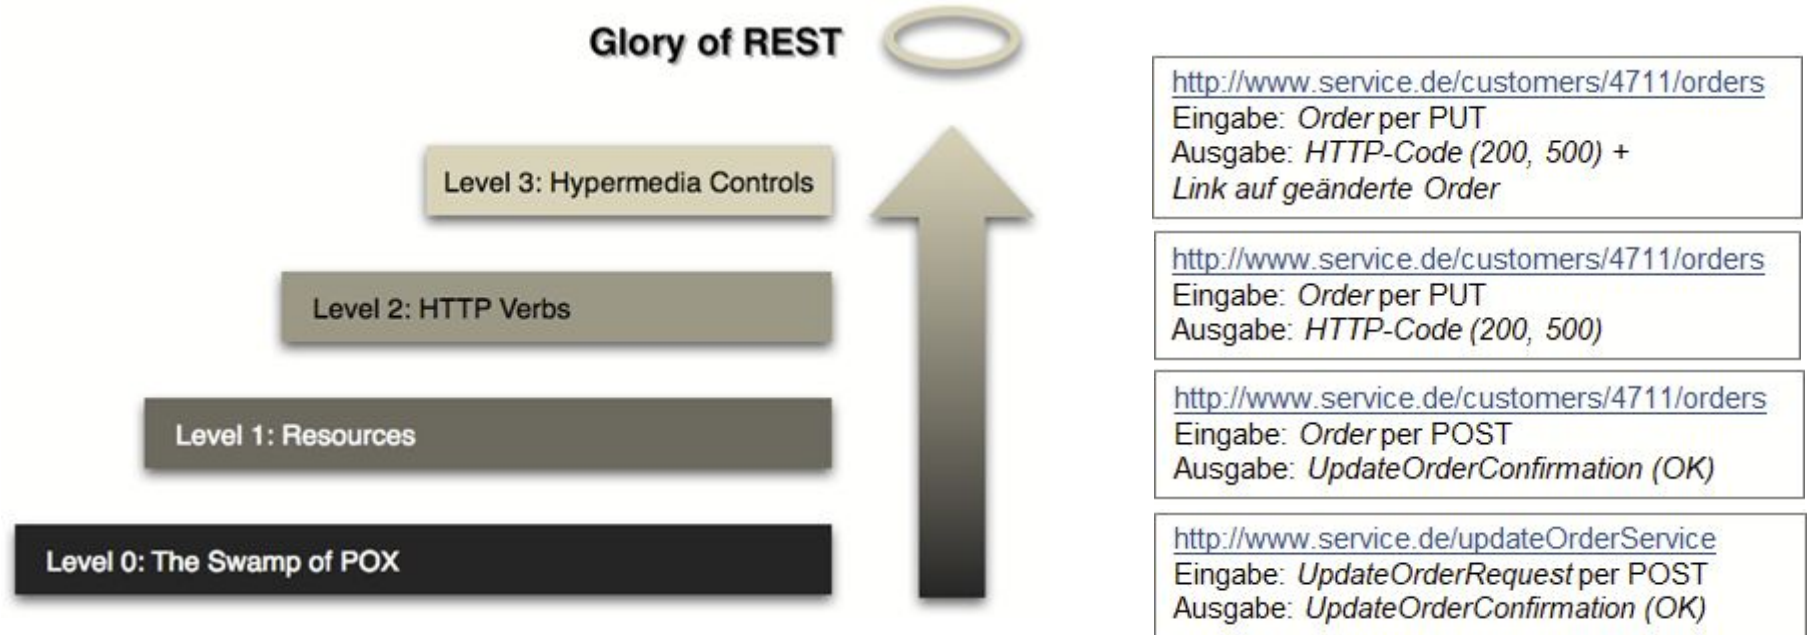 Glory of REST
Level 3: Hypermedia Controls
Level 2: HTTP Verbs
Level 1: Resources
Level 0: The Swamp of POX
http://www.service.de/customers/4711/orders
Eingabe: Order per PUT
Ausgabe: HTTP-Code (200, 500) +
Link auf geänderte Order
http://www.service.de/customers/4711/orders
Eingabe: Order per PUT
Ausgabe: HTTP-Code (200, 500)
http://www.service.de/customers/4711/orders
Eingabe: Order per POST
Ausgabe: UpdateOrderConfirmation (OK)
http://www.service.de/updateOrderService
Eingabe: UpdateOrderRequest per POST
Ausgabe: UpdateOrderConfirmation (OK)